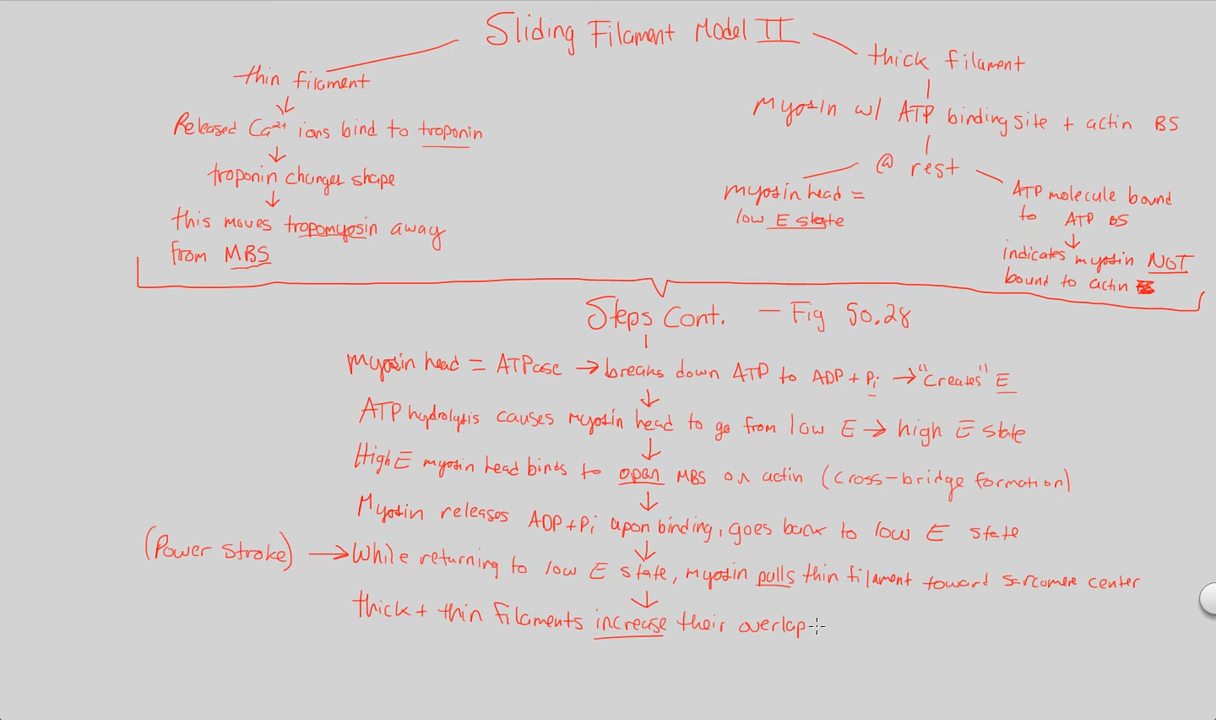 Sliding Filament Model II
thin filament
Released Ca²⁺ ions bind to troponin
troponin changes shape
this moves tropomyosin away
from MBS
thick filament
Myosin w/ ATP binding site + actin BS
@ rest
myosin head =
low E state
ATP molecule bound
to ATP BS
indicates myosin NOT
bound to actin
Steps Cont. – Fig 50.28
myosin head = ATPase → breaks down ATP to ADP + Pi → "creates" E
ATP hydrolysis causes myosin head to go from low E → high E state
High E myosin head binds to open MBS on actin (cross-bridge formation)
Myosin releases ADP + Pi upon binding, goes back to low E state
(Power Stroke) → While returning to low E state, myosin pulls thin filament toward sarcomere center
thick + thin filaments increase their overlap